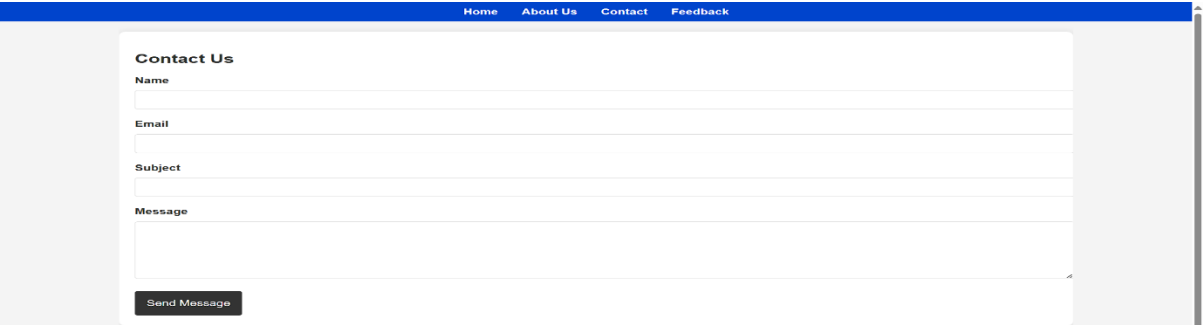 Home About Us Contact Feedback
Contact Us
Name
Email
Subject
Message
Send Message